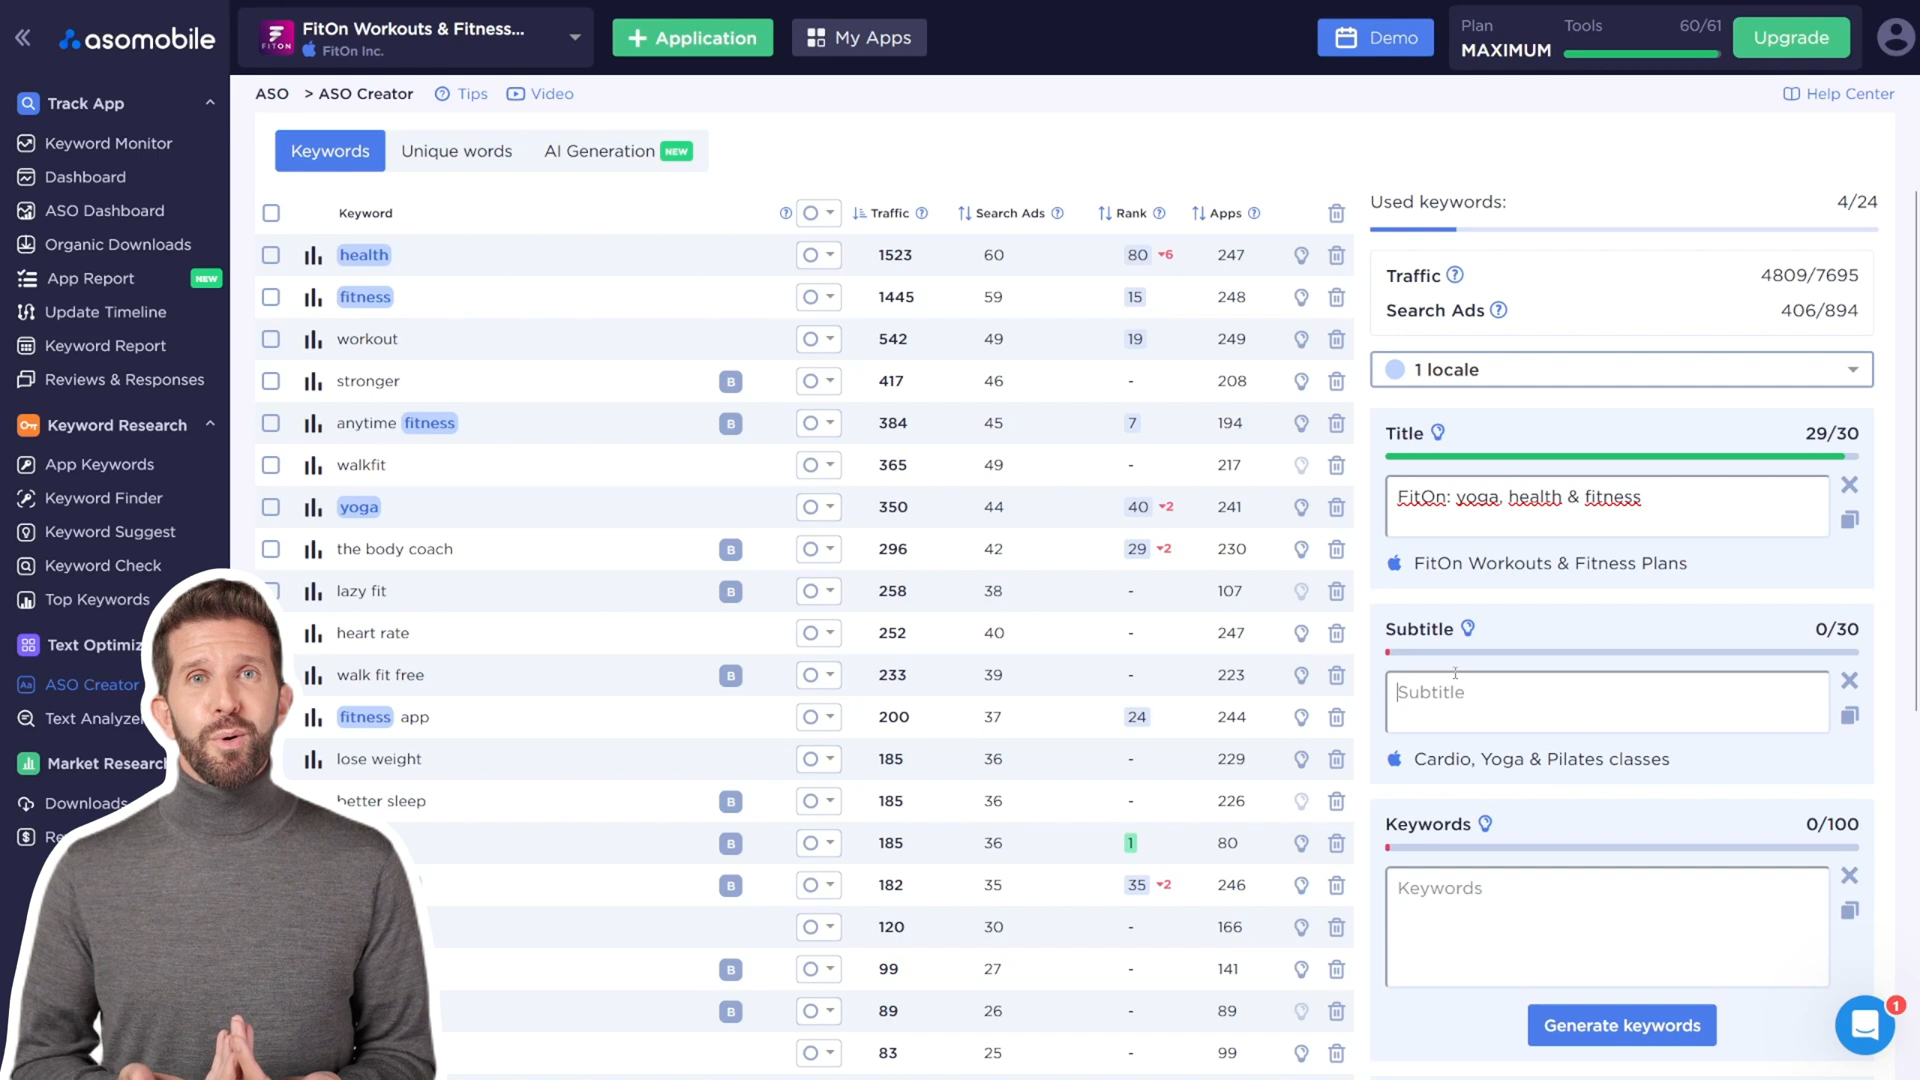 asomobile
FitOn Workouts & Fitness...
FitOn Inc.
FITON
+ Application
My Apps
Demo
Plan
MAXIMUM
Tools
60/61
Upgrade
Track App
Keyword Monitor
Dashboard
ASO Dashboard
Organic Downloads
App Report NEW
Update Timeline
Keyword Report
Reviews & Responses
Keyword Research
App Keywords
Keyword Finder
Keyword Suggest
Keyword Check
Top Keywords
Text Optimiz
Aa ASO Creator
Text Analyze
Market Research
Downloads
Re
ASO > ASO Creator Tips Video
Help Center
Keywords Unique words AI Generation NEW
Keyword Traffic Search Ads Rank Apps
health 1523 60 80 6 247
fitness 1445 59 15 248
workout 542 49 19 249
stronger B 417 46 - 208
anytime fitness B 384 45 7 194
walkfit 365 49 - 217
yoga 350 44 40 2 241
the body coach B 296 42 29 2 230
lazy fit B 258 38 - 107
heart rate 252 40 - 247
walk fit free B 233 39 - 223
fitness app 200 37 24 244
lose weight 185 36 - 229
better sleep B 185 36 - 226
B 185 36 1 80
B 182 35 35 2 246
120 30 - 166
B 99 27 - 141
B 89 26 - 89
83 25 - 99
Used keywords: 4/24
Traffic 4809/7695
Search Ads 406/894
1 locale
Title 29/30
FitOn: yoga, health & fitness
FitOn Workouts & Fitness Plans
Subtitle 0/30
Subtitle
Cardio, Yoga & Pilates classes
Keywords 0/100
Keywords
Generate keywords
1